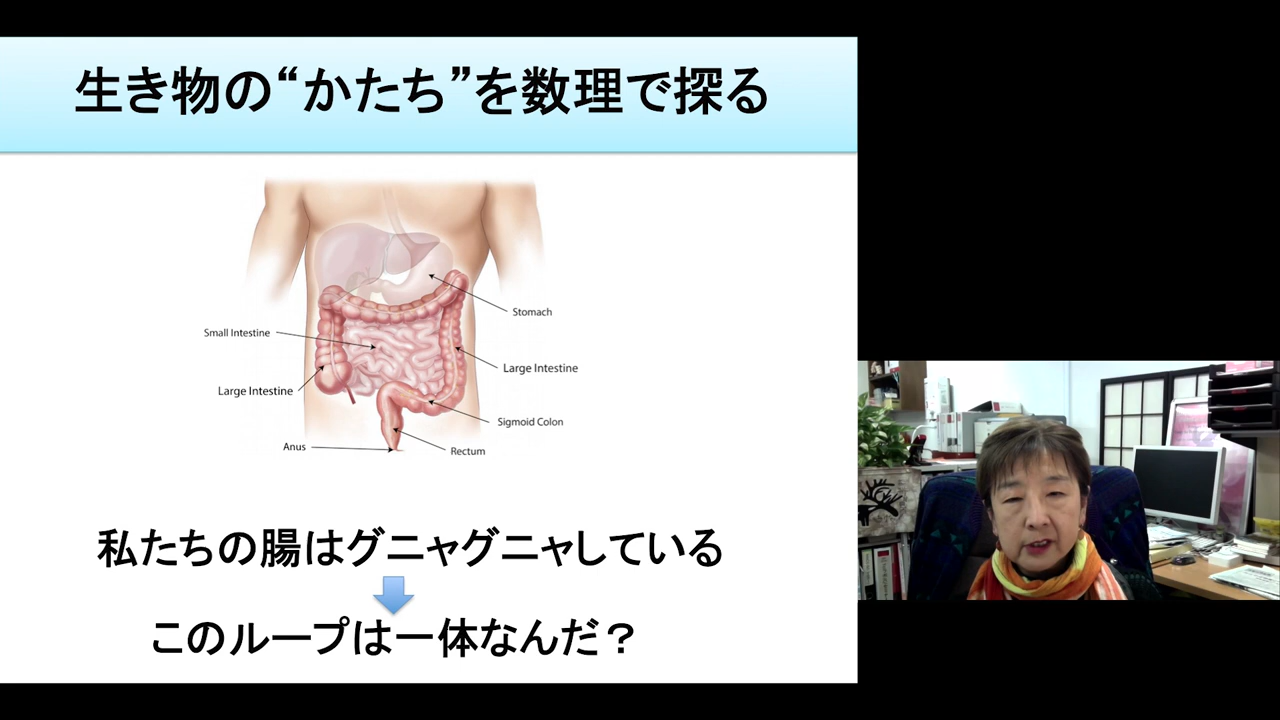 生き物の“かたち”を数理で探る
Stomach
Small Intestine
Large Intestine
Large Intestine
Sigmoid Colon
Anus
Rectum
私たちの腸はグニャグニャしている
このループは一体なんだ？